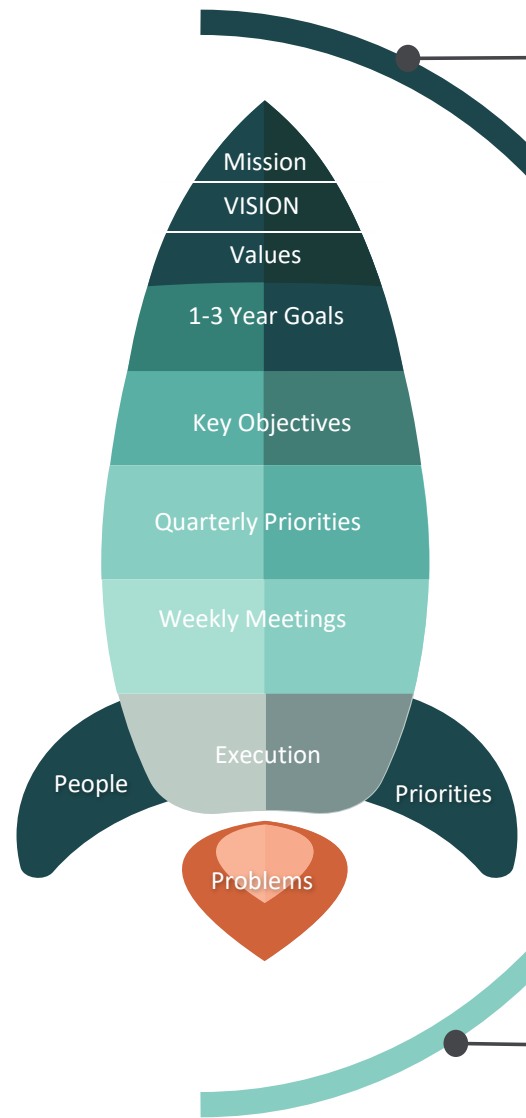 Mission
VISION
Values
1-3 Year Goals
Key Objectives
Quarterly Priorities
Weekly Meetings
Execution
People
Priorities
Problems